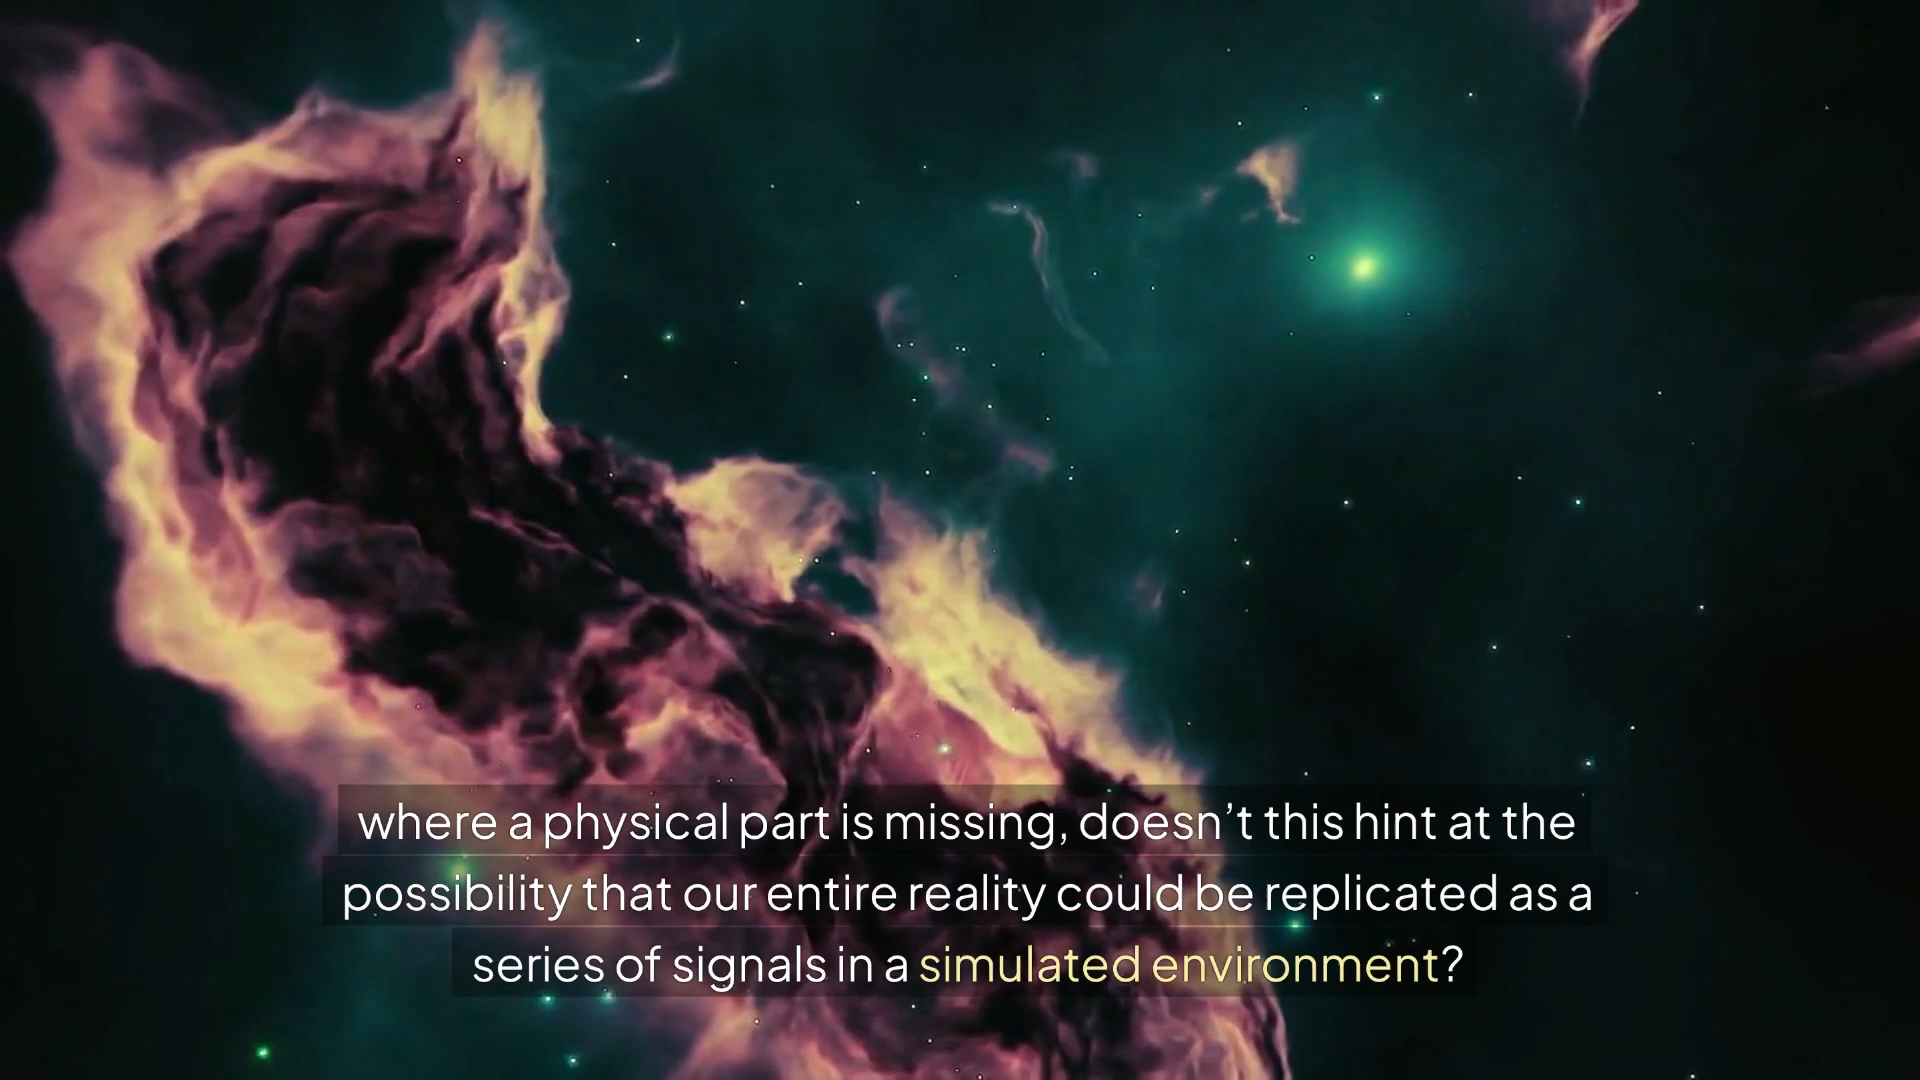 where a physical part is missing, doesn’t this hint at the
possibility that our entire reality could be replicated as a
series of signals in a simulated environment?